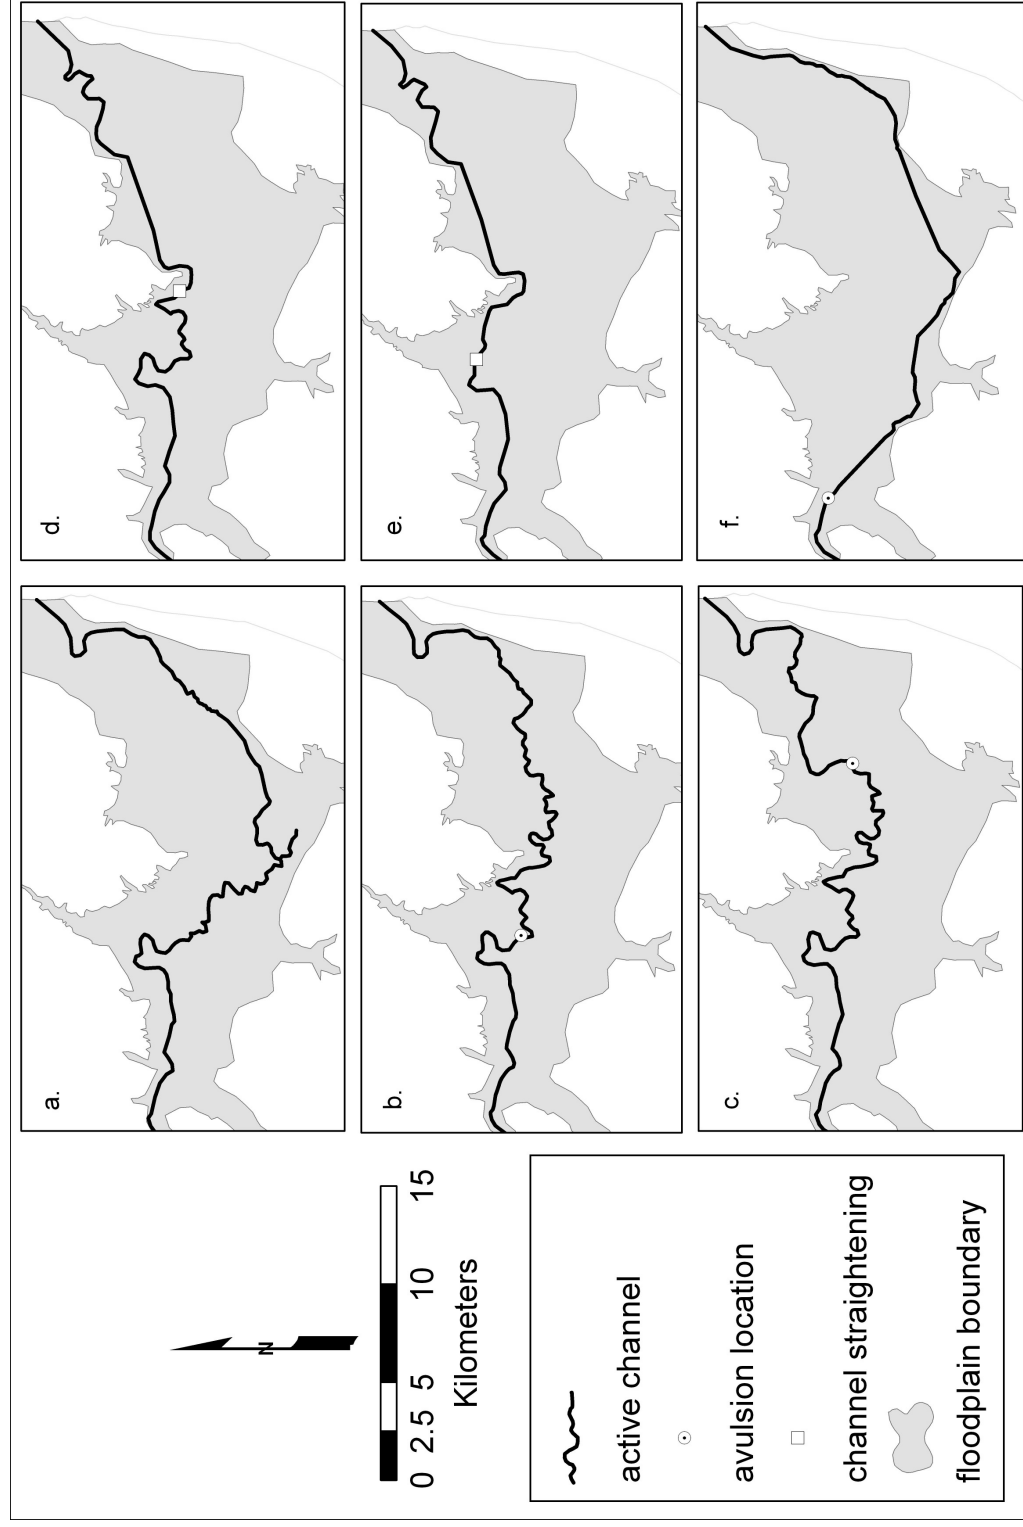 N
0 2.5 5 10 15
Kilometers
active channel
avulsion location
channel straightening
floodplain boundary
a.
b.
c.
d.
e.
f.